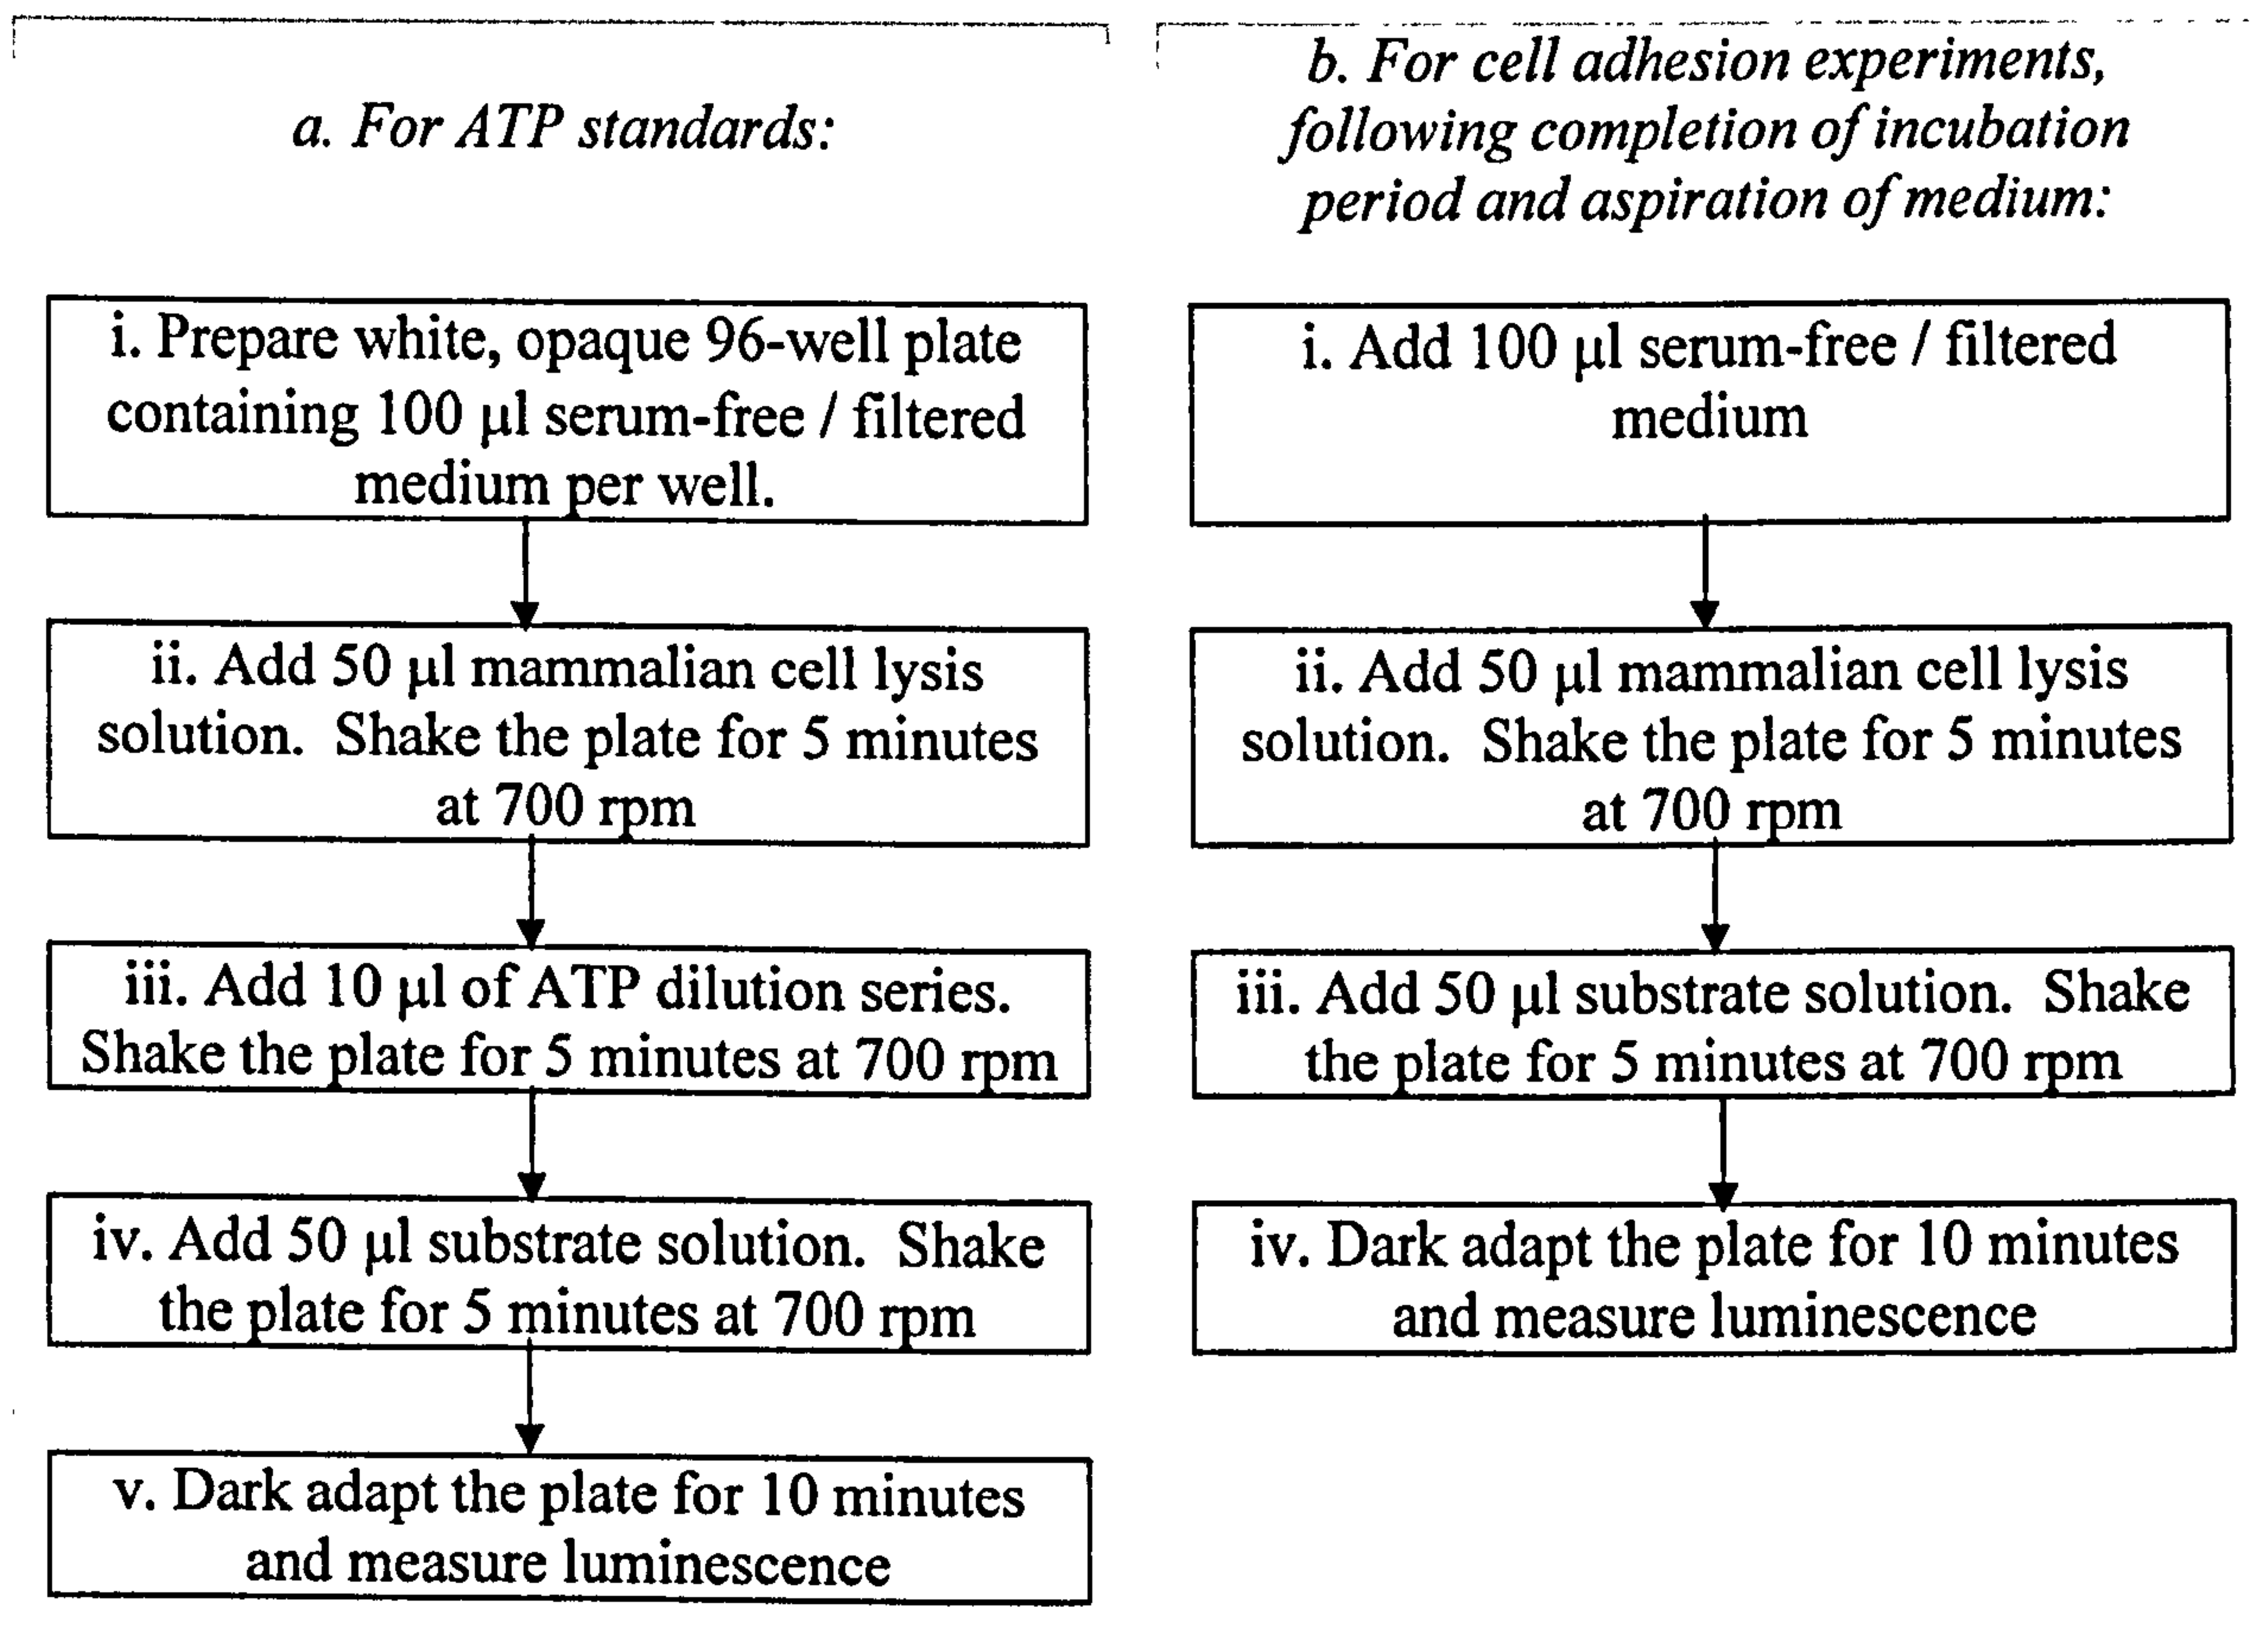 a. For ATP standards:
i. Prepare white, opaque 96-well plate
containing 100 µl serum-free / filtered
medium per well.
ii. Add 50 µl mammalian cell lysis
solution.  Shake the plate for 5 minutes
at 700 rpm
iii. Add 10 µl of ATP dilution series.
Shake the plate for 5 minutes at 700 rpm
iv. Add 50 µl substrate solution.  Shake
the plate for 5 minutes at 700 rpm
v. Dark adapt the plate for 10 minutes
and measure luminescence
b. For cell adhesion experiments,
following completion of incubation
period and aspiration of medium:
i. Add 100 µl serum-free / filtered
medium
ii. Add 50 µl mammalian cell lysis
solution.  Shake the plate for 5 minutes
at 700 rpm
iii. Add 50 µl substrate solution.  Shake
the plate for 5 minutes at 700 rpm
iv. Dark adapt the plate for 10 minutes
and measure luminescence